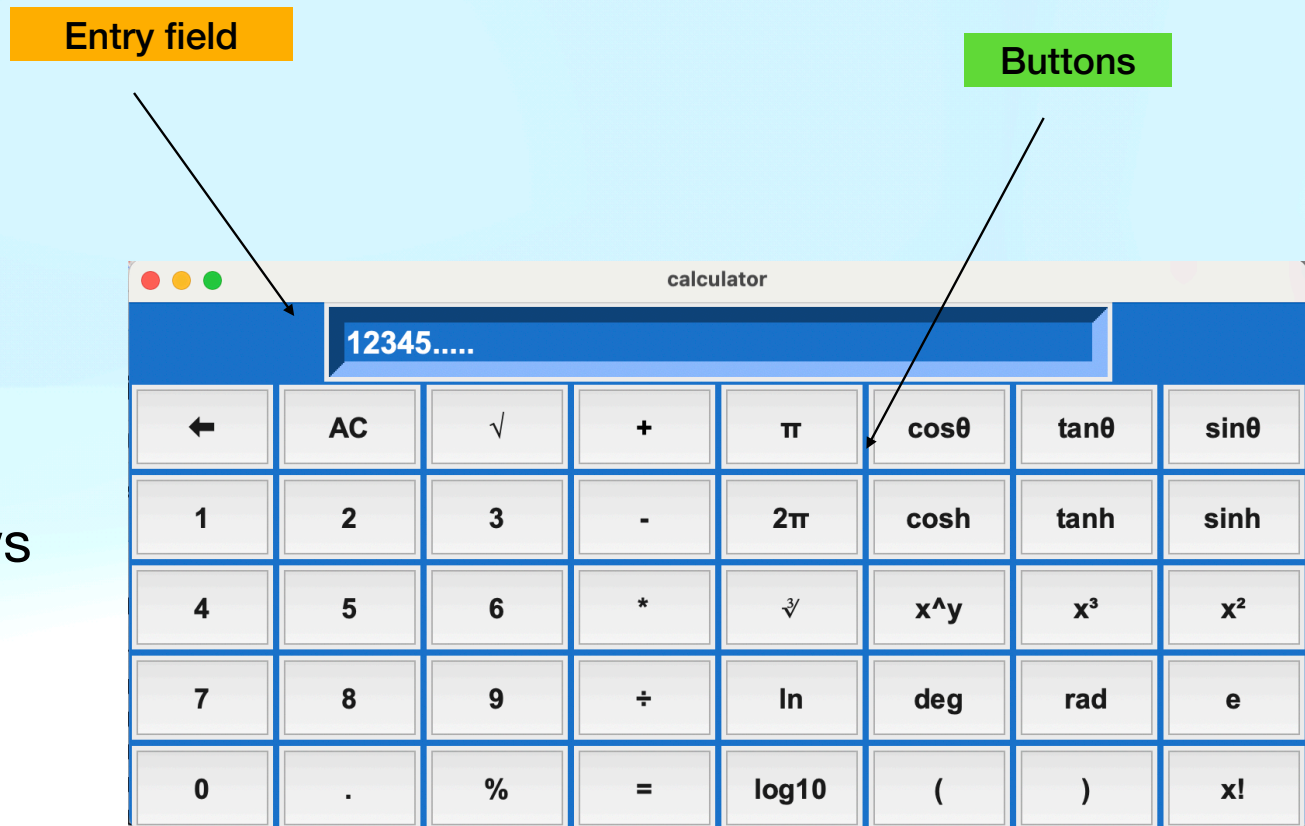 Entry field
Buttons
calculator
12345.....
⬅ AC √ + π cosθ tanθ sinθ
1 2 3 - 2π cosh tanh sinh
4 5 6 * ∛ x^y x³ x²
7 8 9 ÷ ln deg rad e
0 . % = log10 ( ) x!